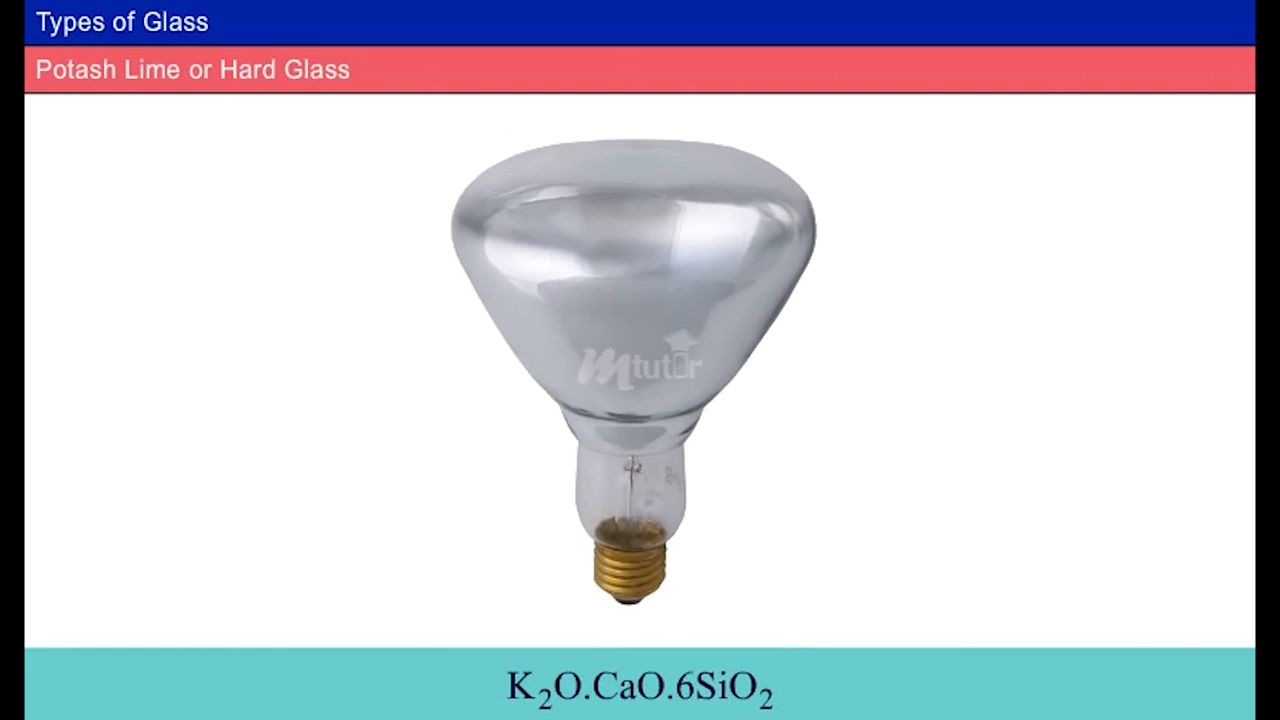 Types of Glass
Potash Lime or Hard Glass
mtutor
K₂O.CaO.6SiO₂